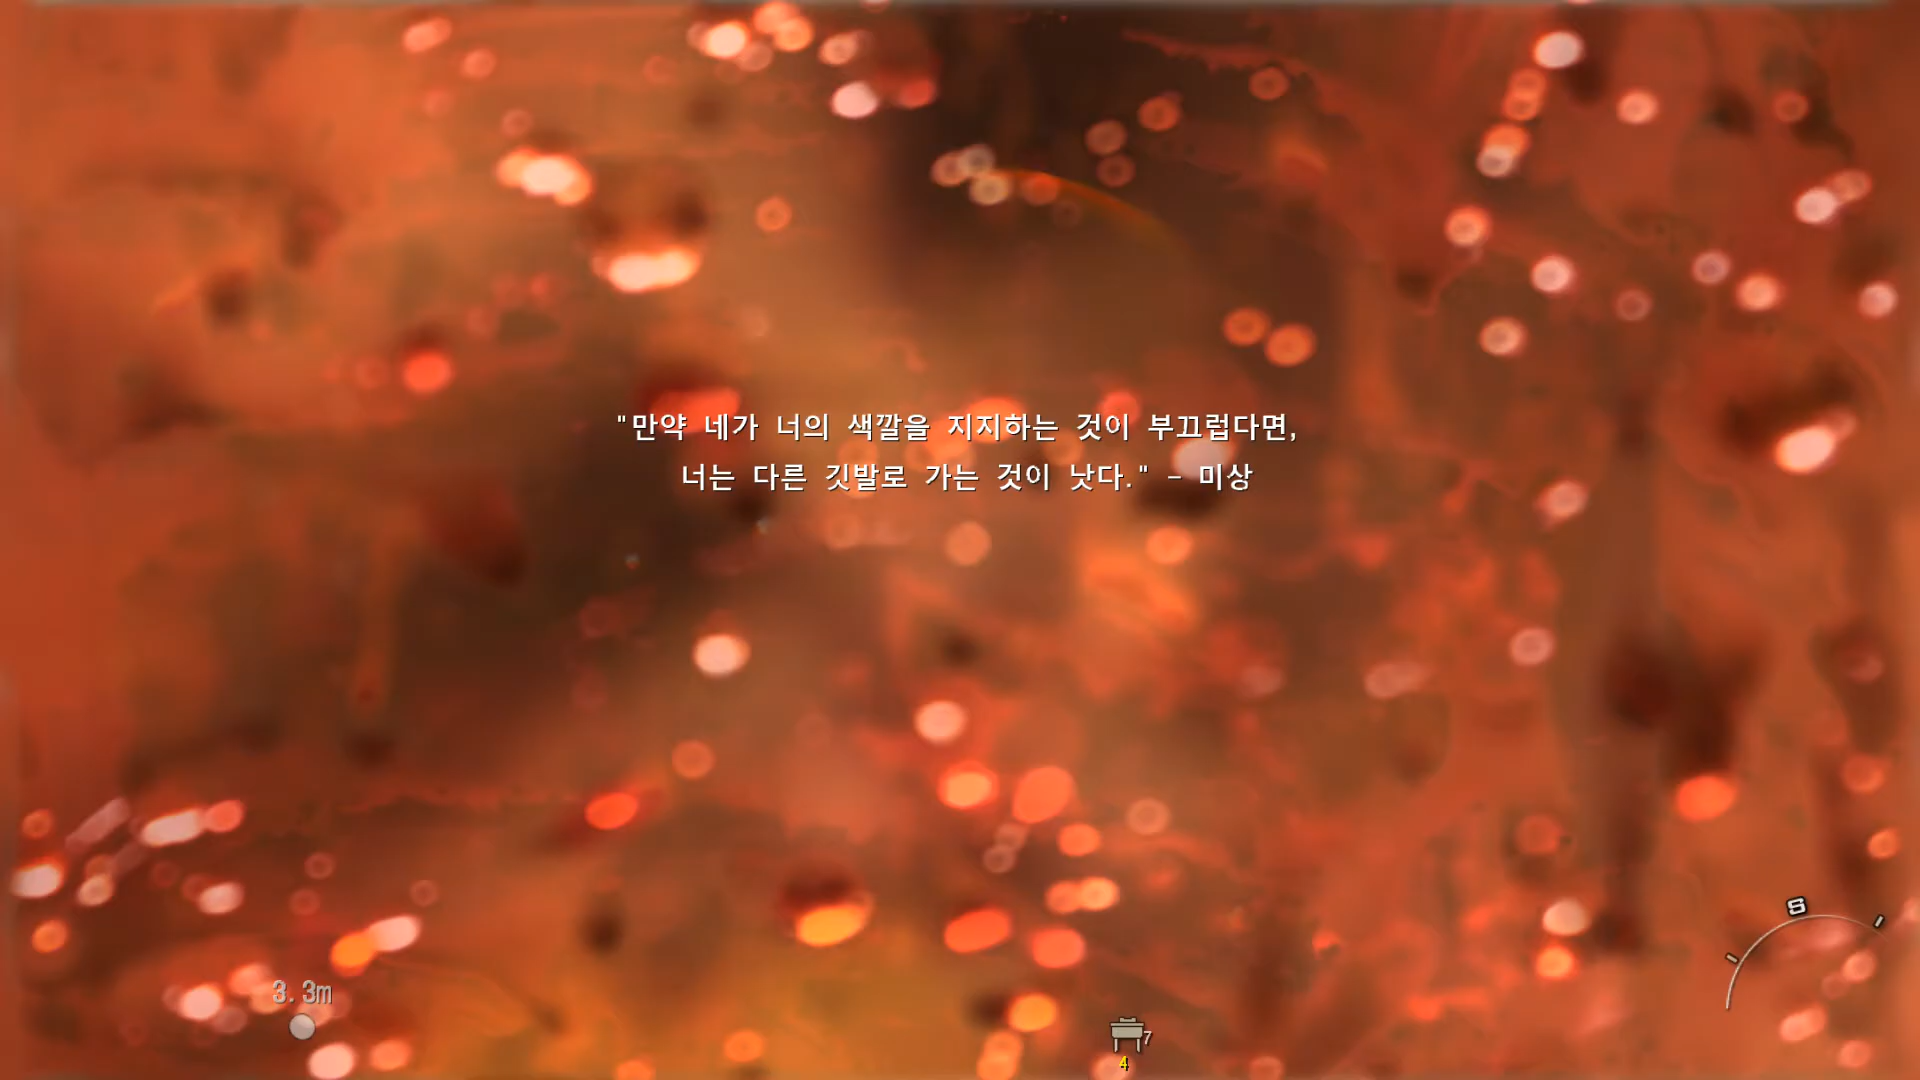 "만약 네가 너의 색깔을 지지하는 것이 부끄럽다면,
너는 다른 깃발로 가는 것이 낫다." - 미상
S
3.3m
7
4